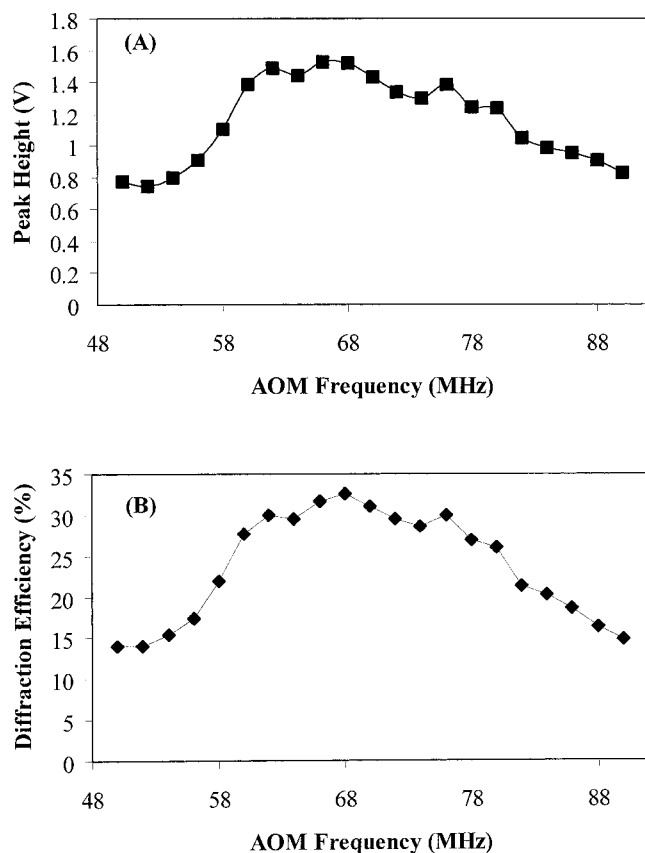 (A)
Peak Height (V)
1.8
1.6
1.4
1.2
1
0.8
0.6
0.4
0.2
0
48 58 68 78 88
AOM Frequency (MHz)
(B)
Diffraction Efficiency (%)
35
30
25
20
15
10
5
0
48 58 68 78 88
AOM Frequency (MHz)